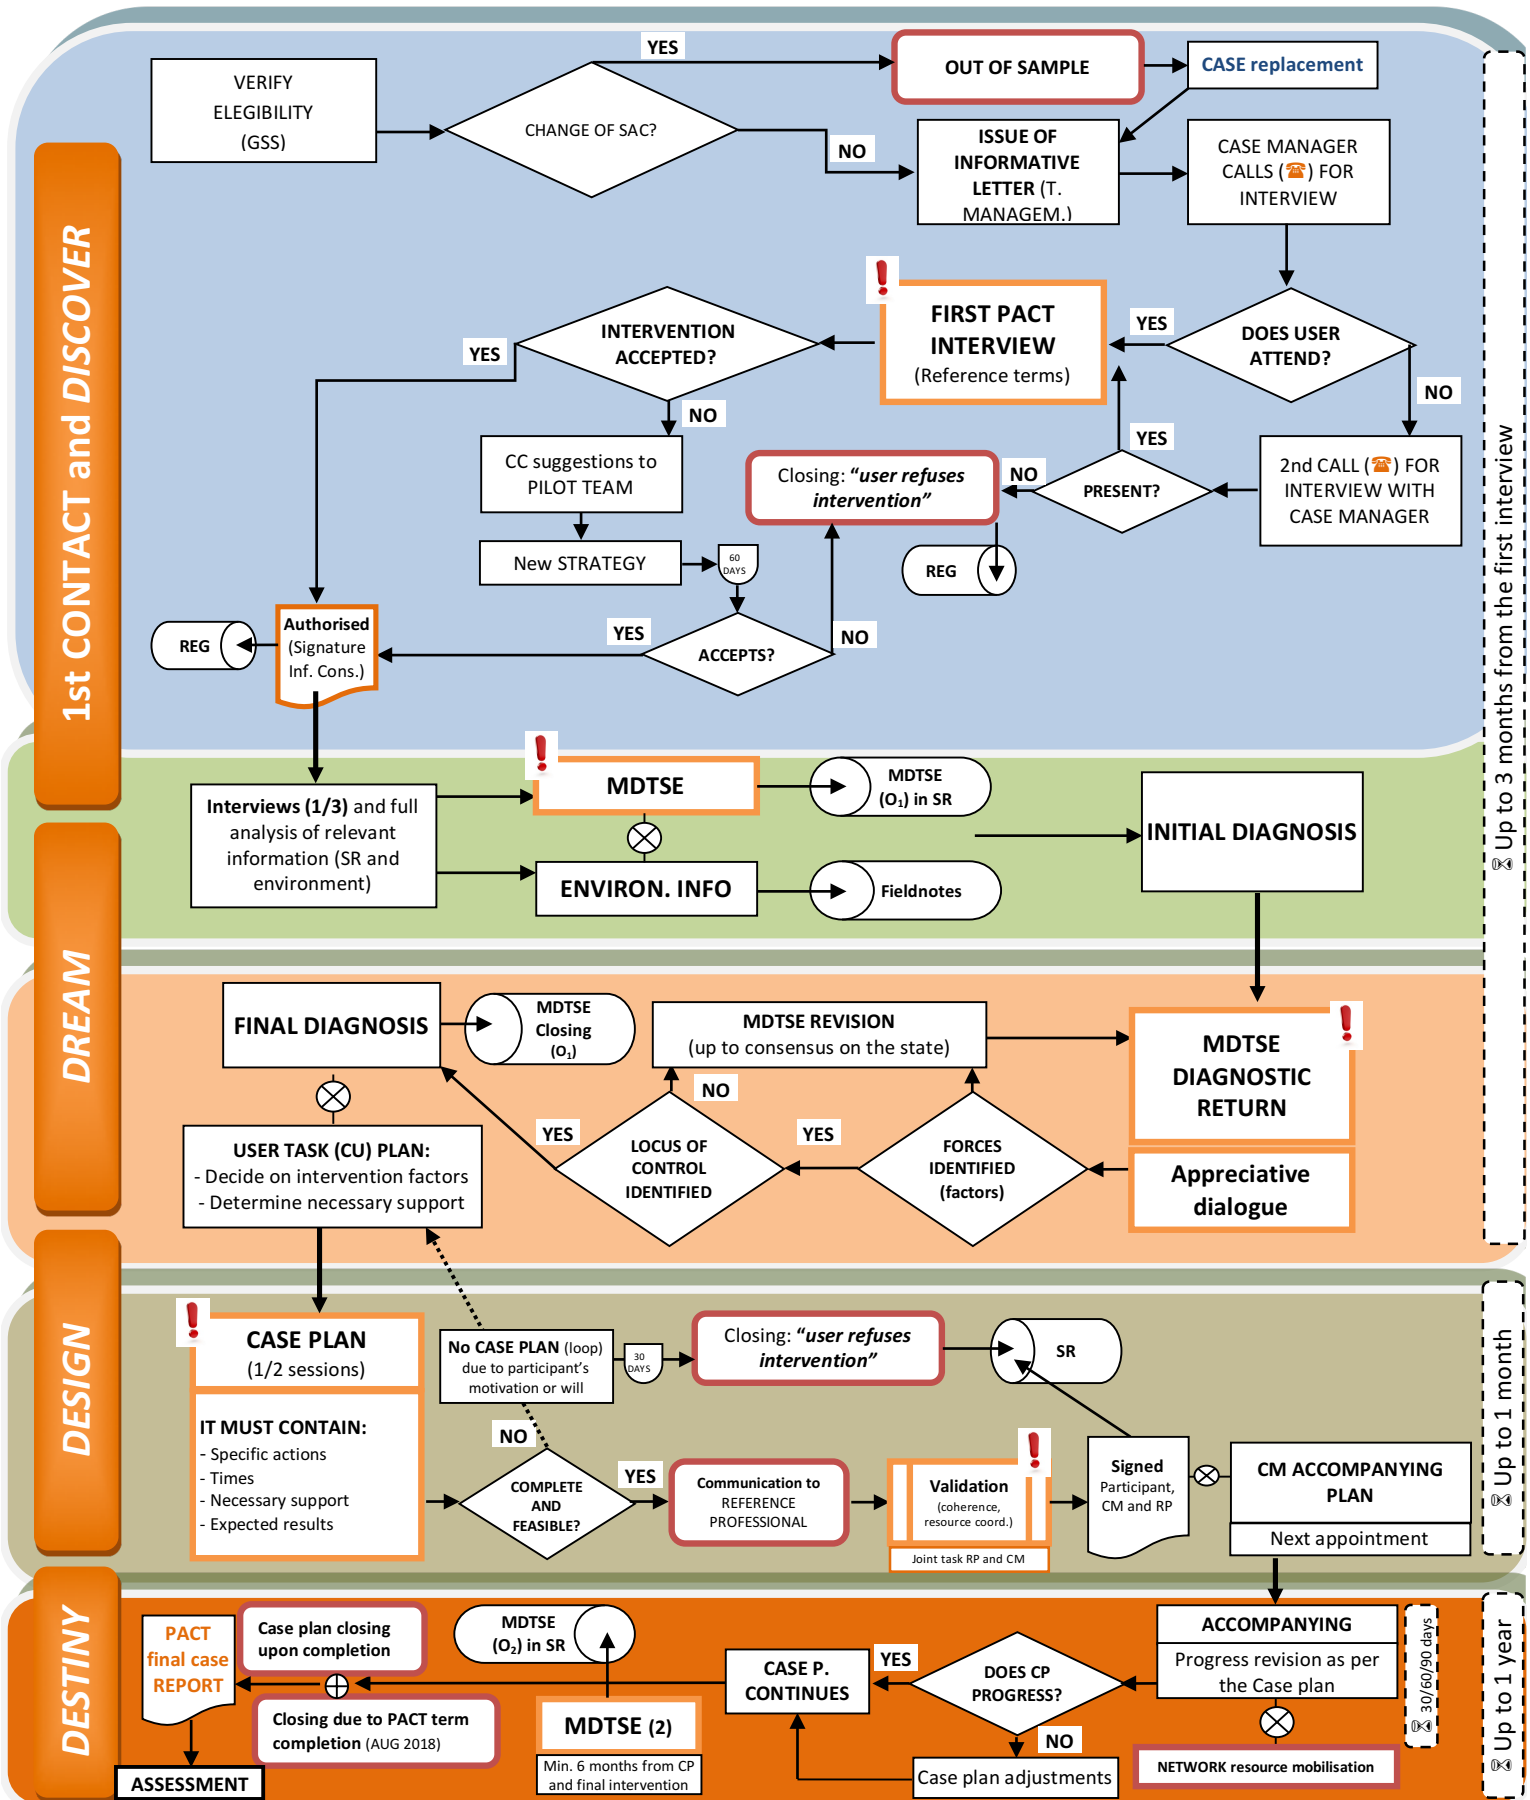 YES
OUT OF SAMPLE
CASE replacement
VERIFY
ELEGIBILITY
(GSS)
CHANGE OF SAC?
NO
ISSUE OF
INFORMATIVE
LETTER (T.
MANAGEM.)
CASE MANAGER
CALLS (☎) FOR
INTERVIEW
1st CONTACT and DISCOVER
FIRST PACT
INTERVIEW
(Reference terms)
YES
DOES USER
ATTEND?
NO
INTERVENTION
ACCEPTED?
YES
NO
CC suggestions to
PILOT TEAM
Closing: “user refuses
intervention”
NO
YES
PRESENT?
2nd CALL (☎) FOR
INTERVIEW WITH
CASE MANAGER
New STRATEGY
60
DAYS
REG
REG
Authorised
(Signature
Inf. Cons.)
YES
ACCEPTS?
NO
Up to 3 months from the first interview
Interviews (1/3) and full
analysis of relevant
information (SR and
environment)
MDTSE
MDTSE
(O₁) in SR
ENVIRON. INFO
Fieldnotes
INITIAL DIAGNOSIS
DREAM
FINAL DIAGNOSIS
MDTSE
Closing
(O₁)
MDTSE REVISION
(up to consensus on the state)
MDTSE
DIAGNOSTIC
RETURN
NO
YES
LOCUS OF
CONTROL
IDENTIFIED
YES
FORCES
IDENTIFIED
(factors)
Appreciative
dialogue
USER TASK (CU) PLAN:
- Decide on intervention factors
- Determine necessary support
DESIGN
CASE PLAN
(1/2 sessions)
IT MUST CONTAIN:
- Specific actions
- Times
- Necessary support
- Expected results
No CASE PLAN (loop)
due to participant’s
motivation or will
30
DAYS
Closing: “user refuses
intervention”
SR
NO
COMPLETE
AND
FEASIBLE?
YES
Communication to
REFERENCE
PROFESSIONAL
Validation
(coherence,
resource coord.)
Joint task RP and CM
Signed
Participant,
CM and RP
CM ACCOMPANYING
PLAN
Next appointment
Up to 1 month
DESTINY
PACT
final case
REPORT
Case plan closing
upon completion
Closing due to PACT term
completion (AUG 2018)
ASSESSMENT
MDTSE
(O₂) in SR
MDTSE (2)
Min. 6 months from CP
and final intervention
CASE P.
CONTINUES
YES
DOES CP
PROGRESS?
NO
Case plan adjustments
ACCOMPANYING
Progress revision as per
the Case plan
NETWORK resource mobilisation
30/60/90 days
Up to 1 year